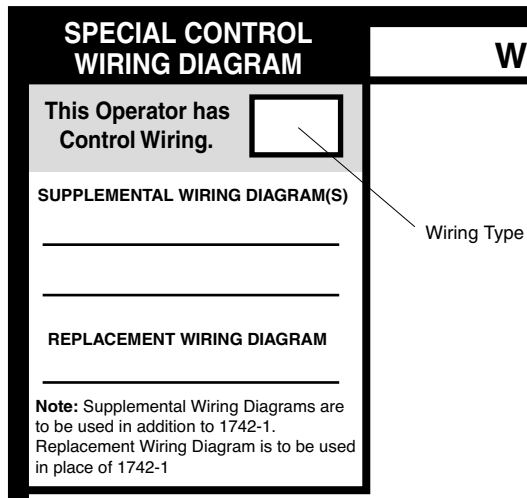 SPECIAL CONTROL
WIRING DIAGRAM
W
This Operator has
Control Wiring.
SUPPLEMENTAL WIRING DIAGRAM(S)
Wiring Type
REPLACEMENT WIRING DIAGRAM
Note: Supplemental Wiring Diagrams are
to be used in addition to 1742-1.
Replacement Wiring Diagram is to be used
in place of 1742-1